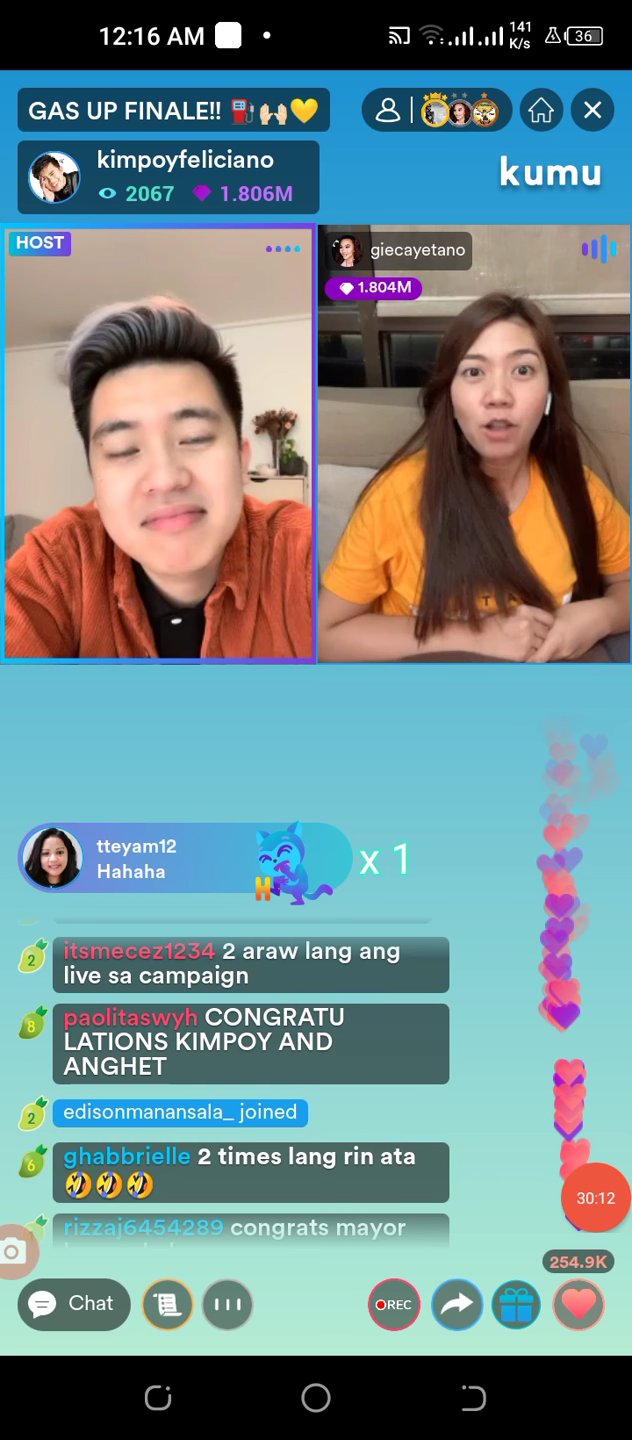 12:16 AM
141
K/s
36
GAS UP FINALE!! ⛽🙌🏻💛
kimpoyfeliciano
2067 1.806M
kumu
HOST
giecayetano
1.804M
tteyam12
Hahaha
H
x 1
2 itsmecez1234 2 araw lang ang
live sa campaign
8 paolitaswyh CONGRATU
LATIONS KIMPOY AND
ANGHET
2 edisonmanansala_ joined
6 ghabbrielle 2 times lang rin ata
🤣🤣🤣
rizzaj6454289 congrats mayor
30:12
254.9K
Chat
REC